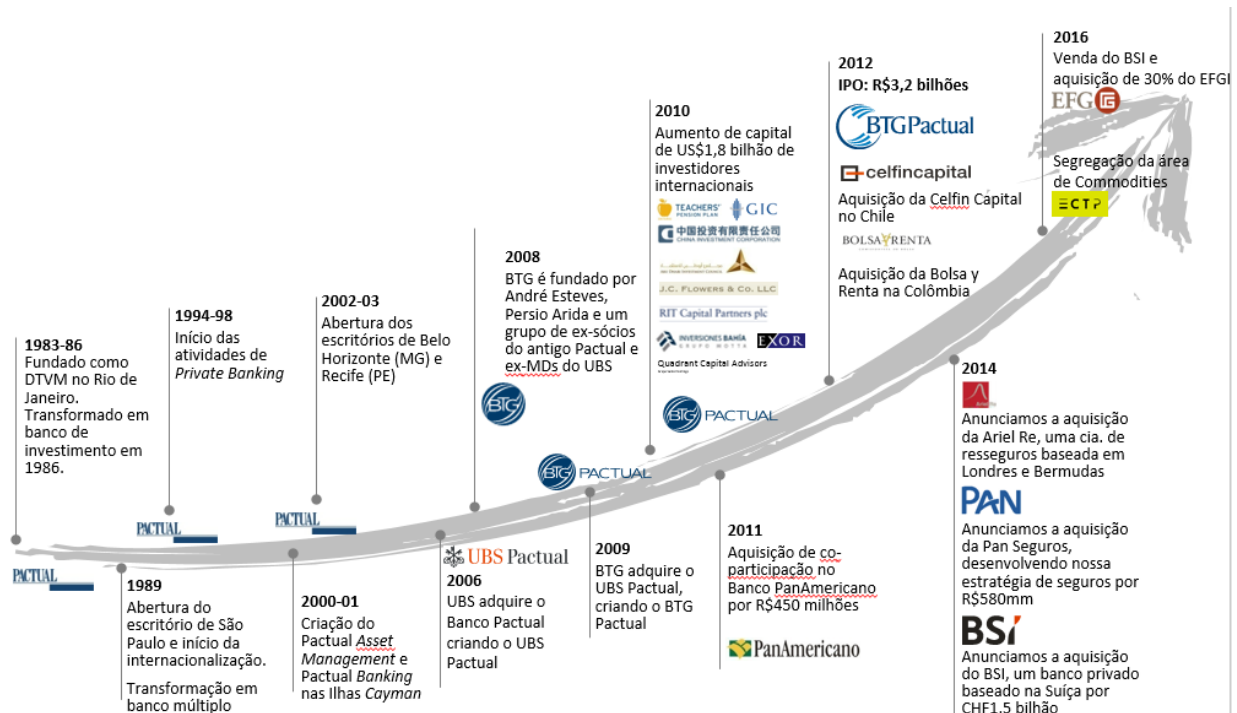 1983-86
Fundado como
DTVM no Rio de
Janeiro.
Transformado em
banco de
investimento em
1986.
PACTUAL
1989
Abertura do
escritório de São
Paulo e início da
internacionalização.
Transformação em
banco múltiplo
1994-98
Início das
atividades de
Private Banking
PACTUAL
2000-01
Criação do
Pactual Asset
Management e
Pactual Banking
nas Ilhas Cayman
2002-03
Abertura dos
escritórios de Belo
Horizonte (MG) e
Recife (PE)
PACTUAL
UBS Pactual
2006
UBS adquire o
Banco Pactual
criando o UBS
Pactual
2008
BTG é fundado por
André Esteves,
Persio Arida e um
grupo de ex-sócios
do antigo Pactual e
ex-MDs do UBS
BTG
BTG PACTUAL
2009
BTG adquire o
UBS Pactual,
criando o BTG
Pactual
2010
Aumento de capital
de US$1,8 bilhão de
investidores
internacionais
TEACHERS'
PENSION PLAN
GIC
中国投资有限责任公司
CHINA INVESTMENT CORPORATION
ABU DHABI INVESTMENT COUNCIL
J.C. FLOWERS & CO. LLC
RIT Capital Partners plc
INVERSIONES BAHÍA
GRUPO MOTTA
EXOR
Quadrant Capital Advisors
BTG PACTUAL
2011
Aquisição de co-
participação no
Banco PanAmericano
por R$450 milhões
PanAmericano
2012
IPO: R$3,2 bilhões
BTGPactual
celfincapital
Aquisição da Celfin Capital
no Chile
BOLSA Y RENTA
Aquisição da Bolsa y
Renta na Colômbia
2014
Anunciamos a aquisição
da Ariel Re, uma cia. de
resseguros baseada em
Londres e Bermudas
PAN
Anunciamos a aquisição
da Pan Seguros,
desenvolvendo nossa
estratégia de seguros por
R$580mm
BSI
Anunciamos a aquisição
do BSI, um banco privado
baseado na Suíça por
CHF1,5 bilhão
2016
Venda do BSI e
aquisição de 30% do EFGI
EFG
Segregação da área
de Commodities
ECTP